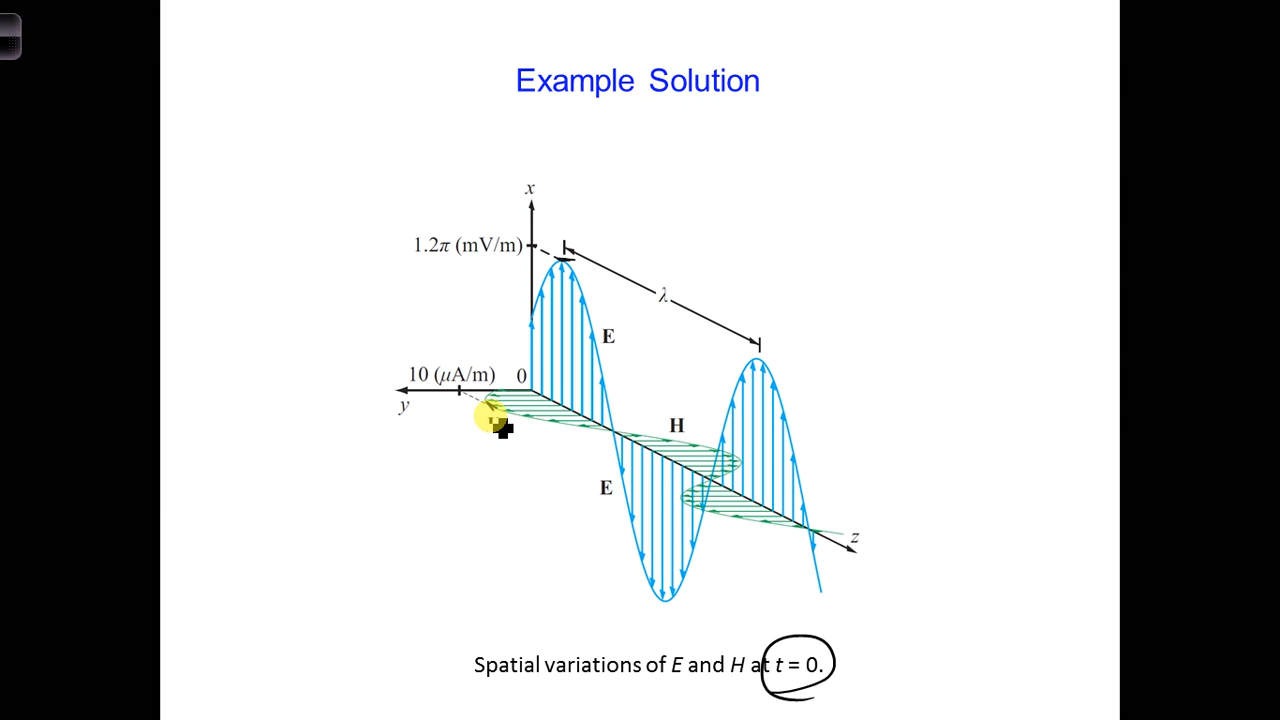 Example Solution
x
1.2π (mV/m)
λ
E
10 (μA/m) 0
y
H
E
z
Spatial variations of E and H at t = 0.